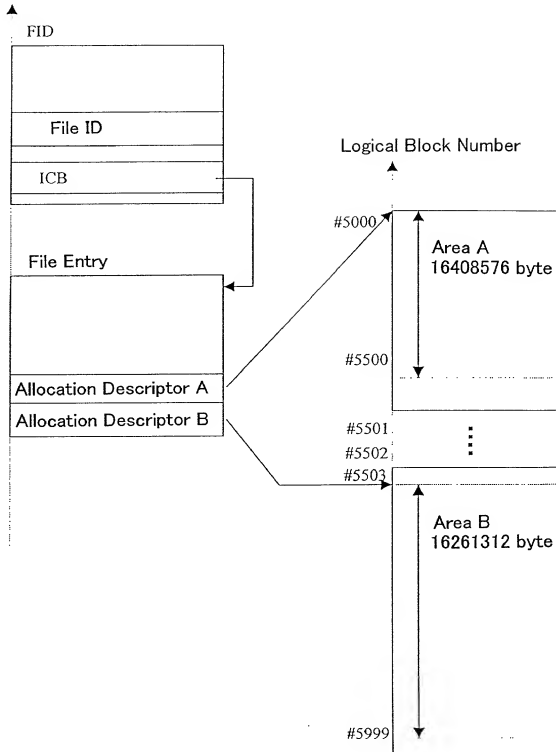 FID
File ID
ICB
File Entry
Allocation Descriptor A
Allocation Descriptor B
Logical Block Number
#5000
Area A
16408576 byte
#5500
#5501
#5502
#5503
Area B
16261312 byte
#5999